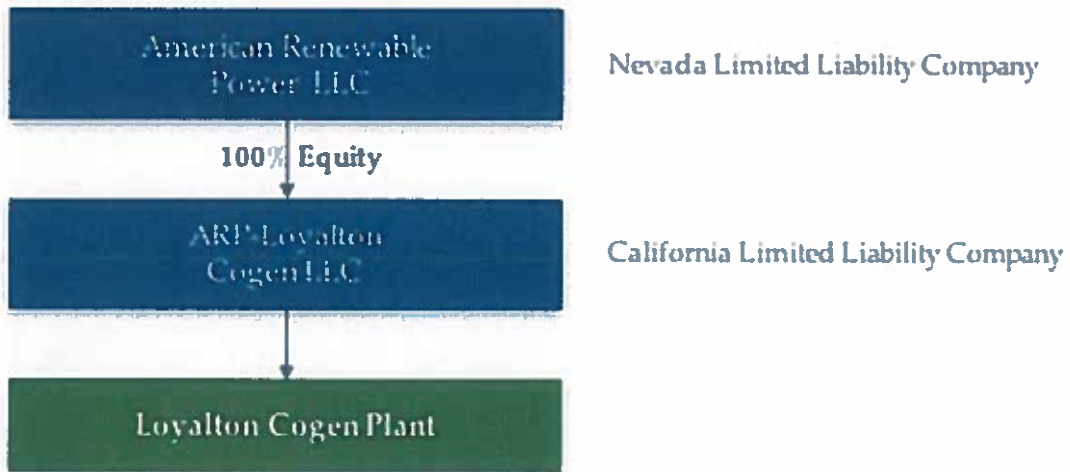 American Renewable
Power LLC
Nevada Limited Liability Company
100% Equity
ARP-Loyalton
Cogen LLC
California Limited Liability Company
Loyalton Cogen Plant